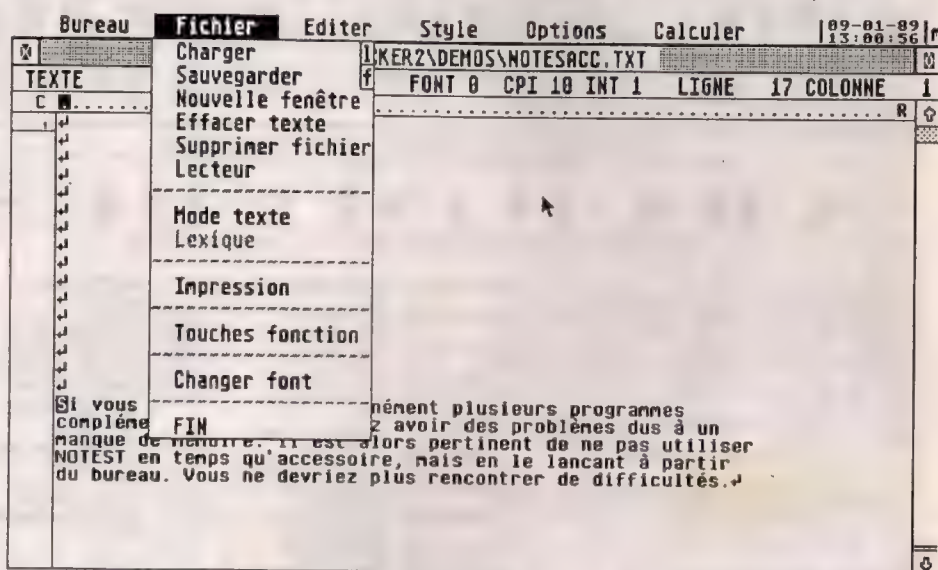 Bureau Fichier Editer Style Options Calculer 09-01-89
13:00:56
KER2\DEMOS\NOTESACC.TXT
TEXTE FONT 0 CPI 10 INT 1 LIGNE 17 COLONNE 1
C R
Charger
Sauvegarder
Nouvelle fenêtre
Effacer texte
Supprimer fichier
Lecteur
Mode texte
Lexique
Impression
Touches fonction
Changer font
FIN
Si vous nément plusieurs programmes
compléme z avoir des problèmes dus à un
manque de mémoire. Il est alors pertinent de ne pas utiliser
NOTEST en temps qu'accessoire, mais en le lancant à partir
du bureau. Vous ne devriez plus rencontrer de difficultés.